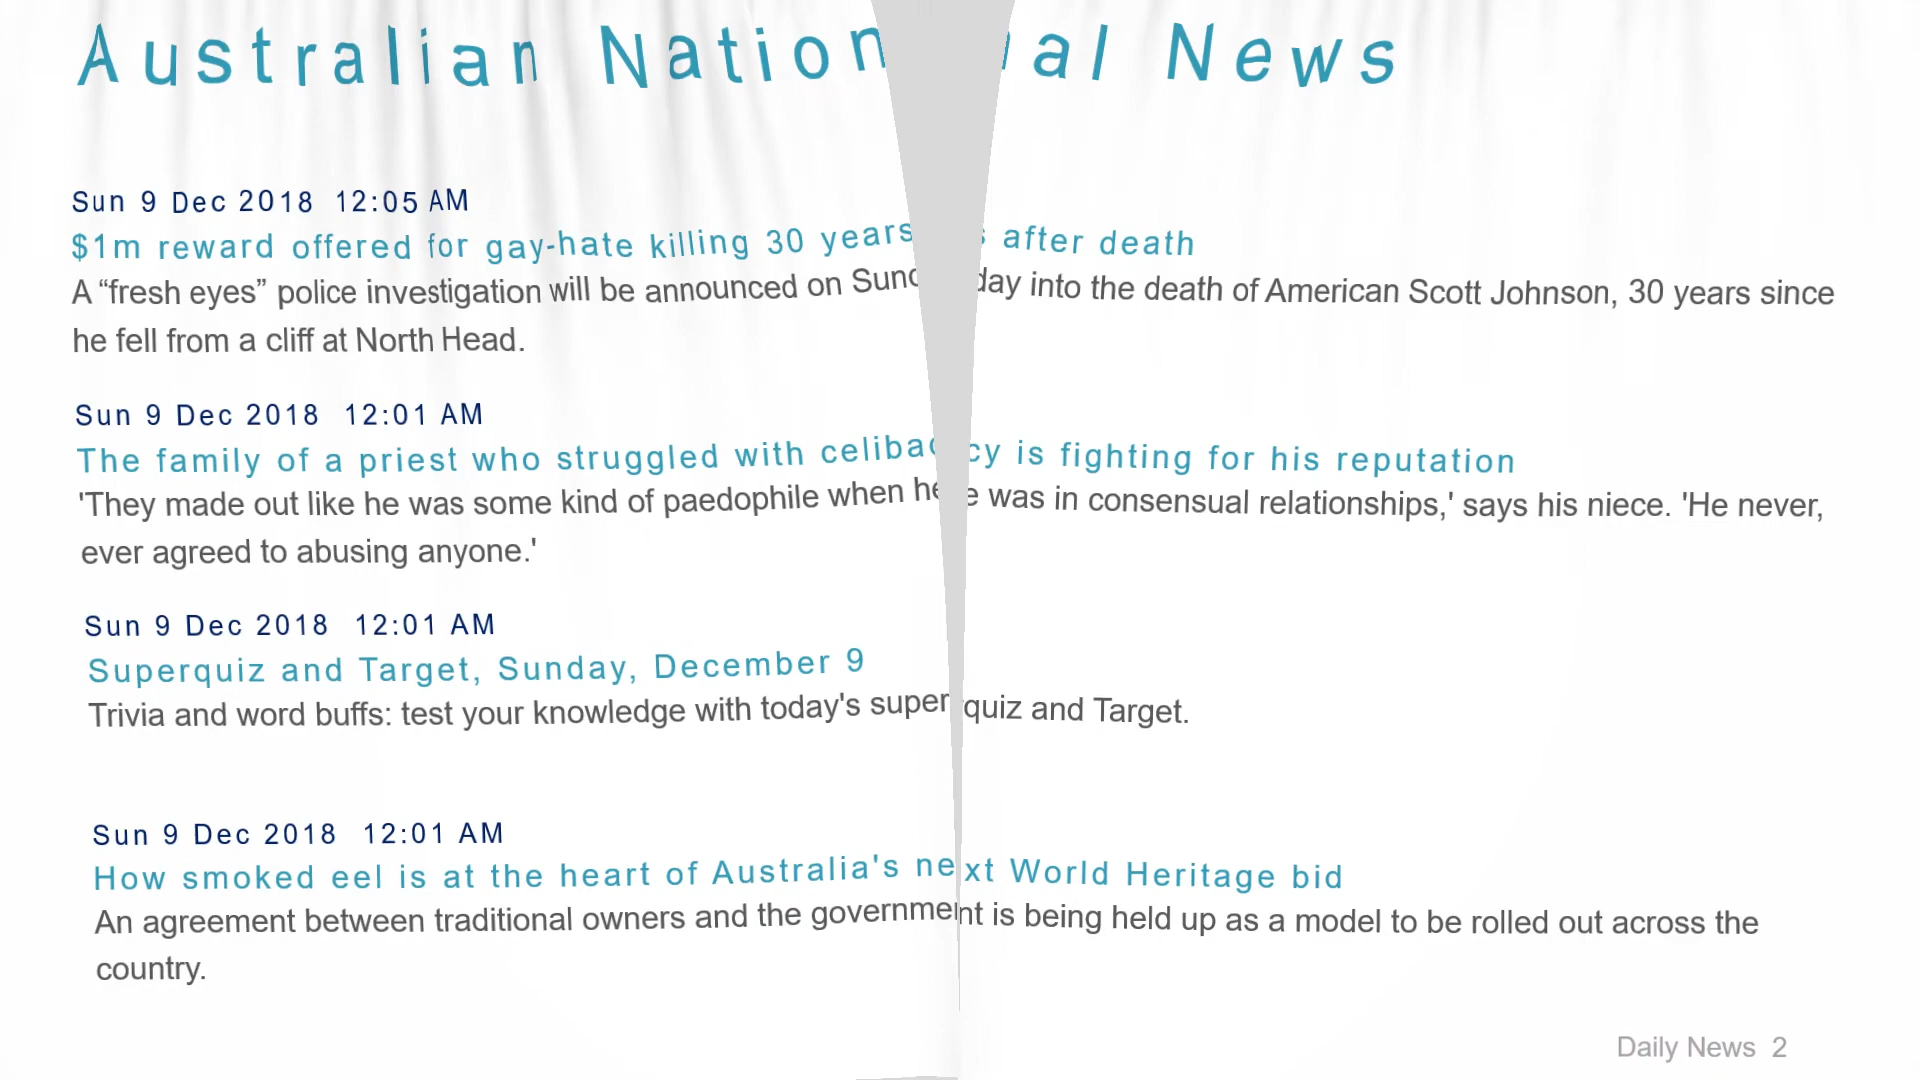 Australian National News
Sun 9 Dec 2018 12:05 AM
$1m reward offered for gay-hate killing 30 years after death
A “fresh eyes” police investigation will be announced on Sunday into the death of American Scott Johnson, 30 years since
he fell from a cliff at North Head.
Sun 9 Dec 2018 12:01 AM
The family of a priest who struggled with celibacy is fighting for his reputation
'They made out like he was some kind of paedophile when he was in consensual relationships,' says his niece. 'He never,
ever agreed to abusing anyone.'
Sun 9 Dec 2018 12:01 AM
Superquiz and Target, Sunday, December 9
Trivia and word buffs: test your knowledge with today's superquiz and Target.
Sun 9 Dec 2018 12:01 AM
How smoked eel is at the heart of Australia's next World Heritage bid
An agreement between traditional owners and the government is being held up as a model to be rolled out across the
country.
Daily News 2